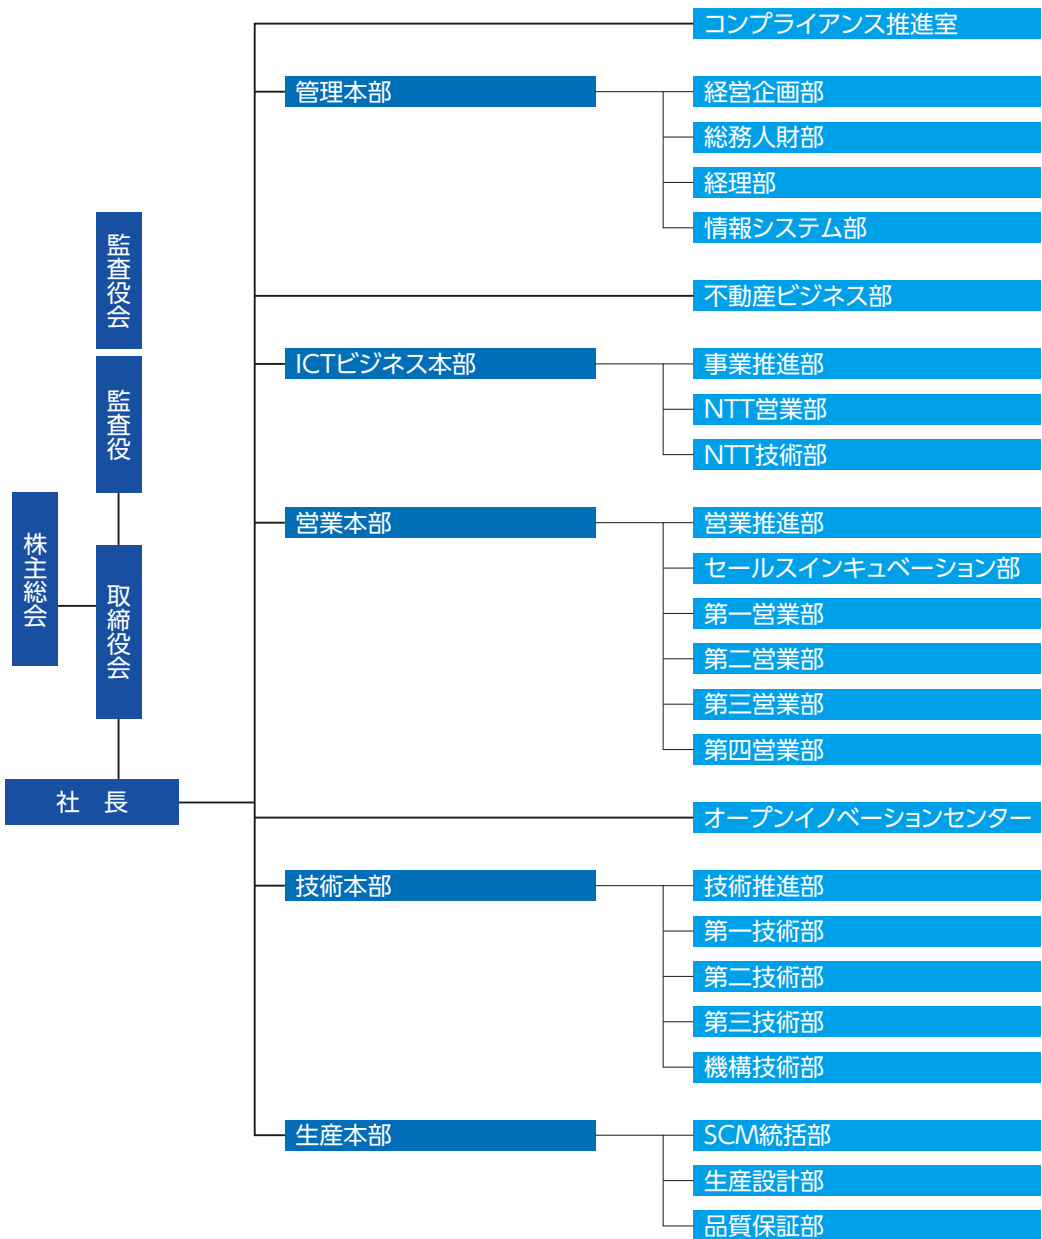 株主総会
監査役会
監査役
取締役会
社 長
コンプライアンス推進室
管理本部
経営企画部
総務人財部
経理部
情報システム部
不動産ビジネス部
ICTビジネス本部
事業推進部
NTT営業部
NTT技術部
営業本部
営業推進部
セールスインキュベーション部
第一営業部
第二営業部
第三営業部
第四営業部
オープンイノベーションセンター
技術本部
技術推進部
第一技術部
第二技術部
第三技術部
機構技術部
生産本部
SCM統括部
生産設計部
品質保証部